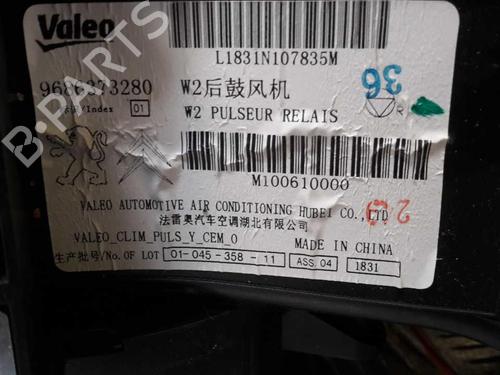 Valeo
L1831N107835M
9686273280
W2后鼓风机
36
/Index 01
W2 PULSEUR RELAIS
R
M100610000
VALEO AUTOMOTIVE AIR CONDITIONING HUBEI CO., LTD
法雷奥汽车空调湖北有限公司
VALEO_CLIM_PULS_Y_CEM_0
MADE IN CHINA
生产批号/No. OF LOT 01-045-358-11 ASS.04 1831
B-PARTS